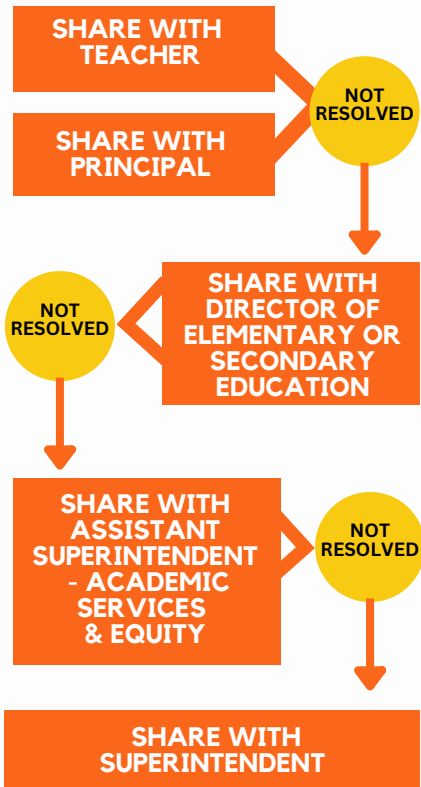 SHARE WITH
TEACHER
NOT
RESOLVED
SHARE WITH
PRINCIPAL
SHARE WITH
DIRECTOR OF
ELEMENTARY OR
SECONDARY
EDUCATION
NOT
RESOLVED
SHARE WITH
ASSISTANT
SUPERINTENDENT
- ACADEMIC
SERVICES
& EQUITY
NOT
RESOLVED
SHARE WITH
SUPERINTENDENT